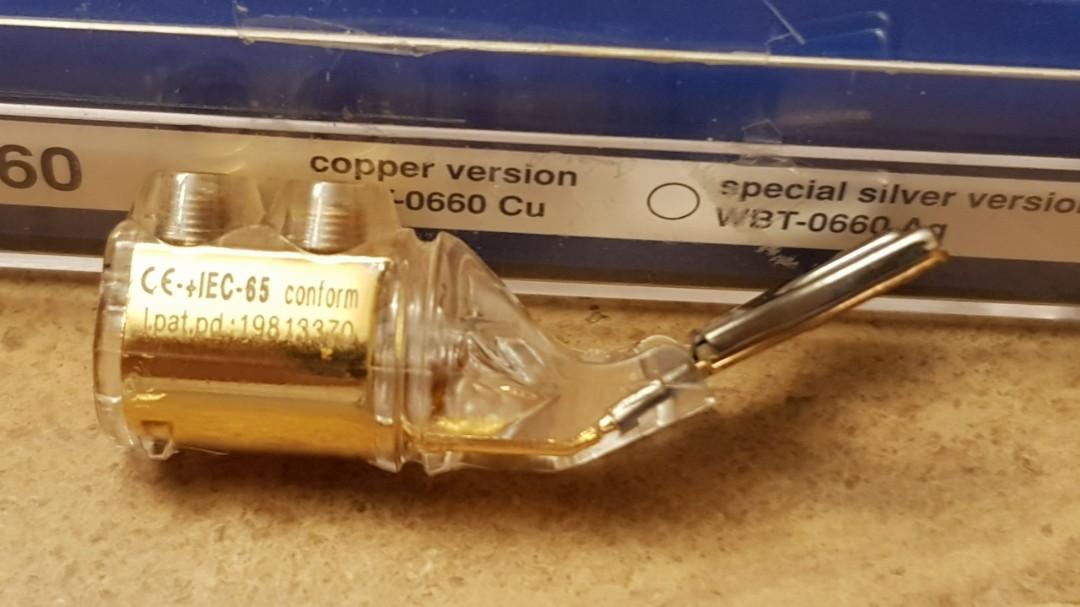 60
copper version
-0660 Cu
special silver version
WBT-0660 Ag
CE-+IEC-65 conform
I.pat.pd.:19813370